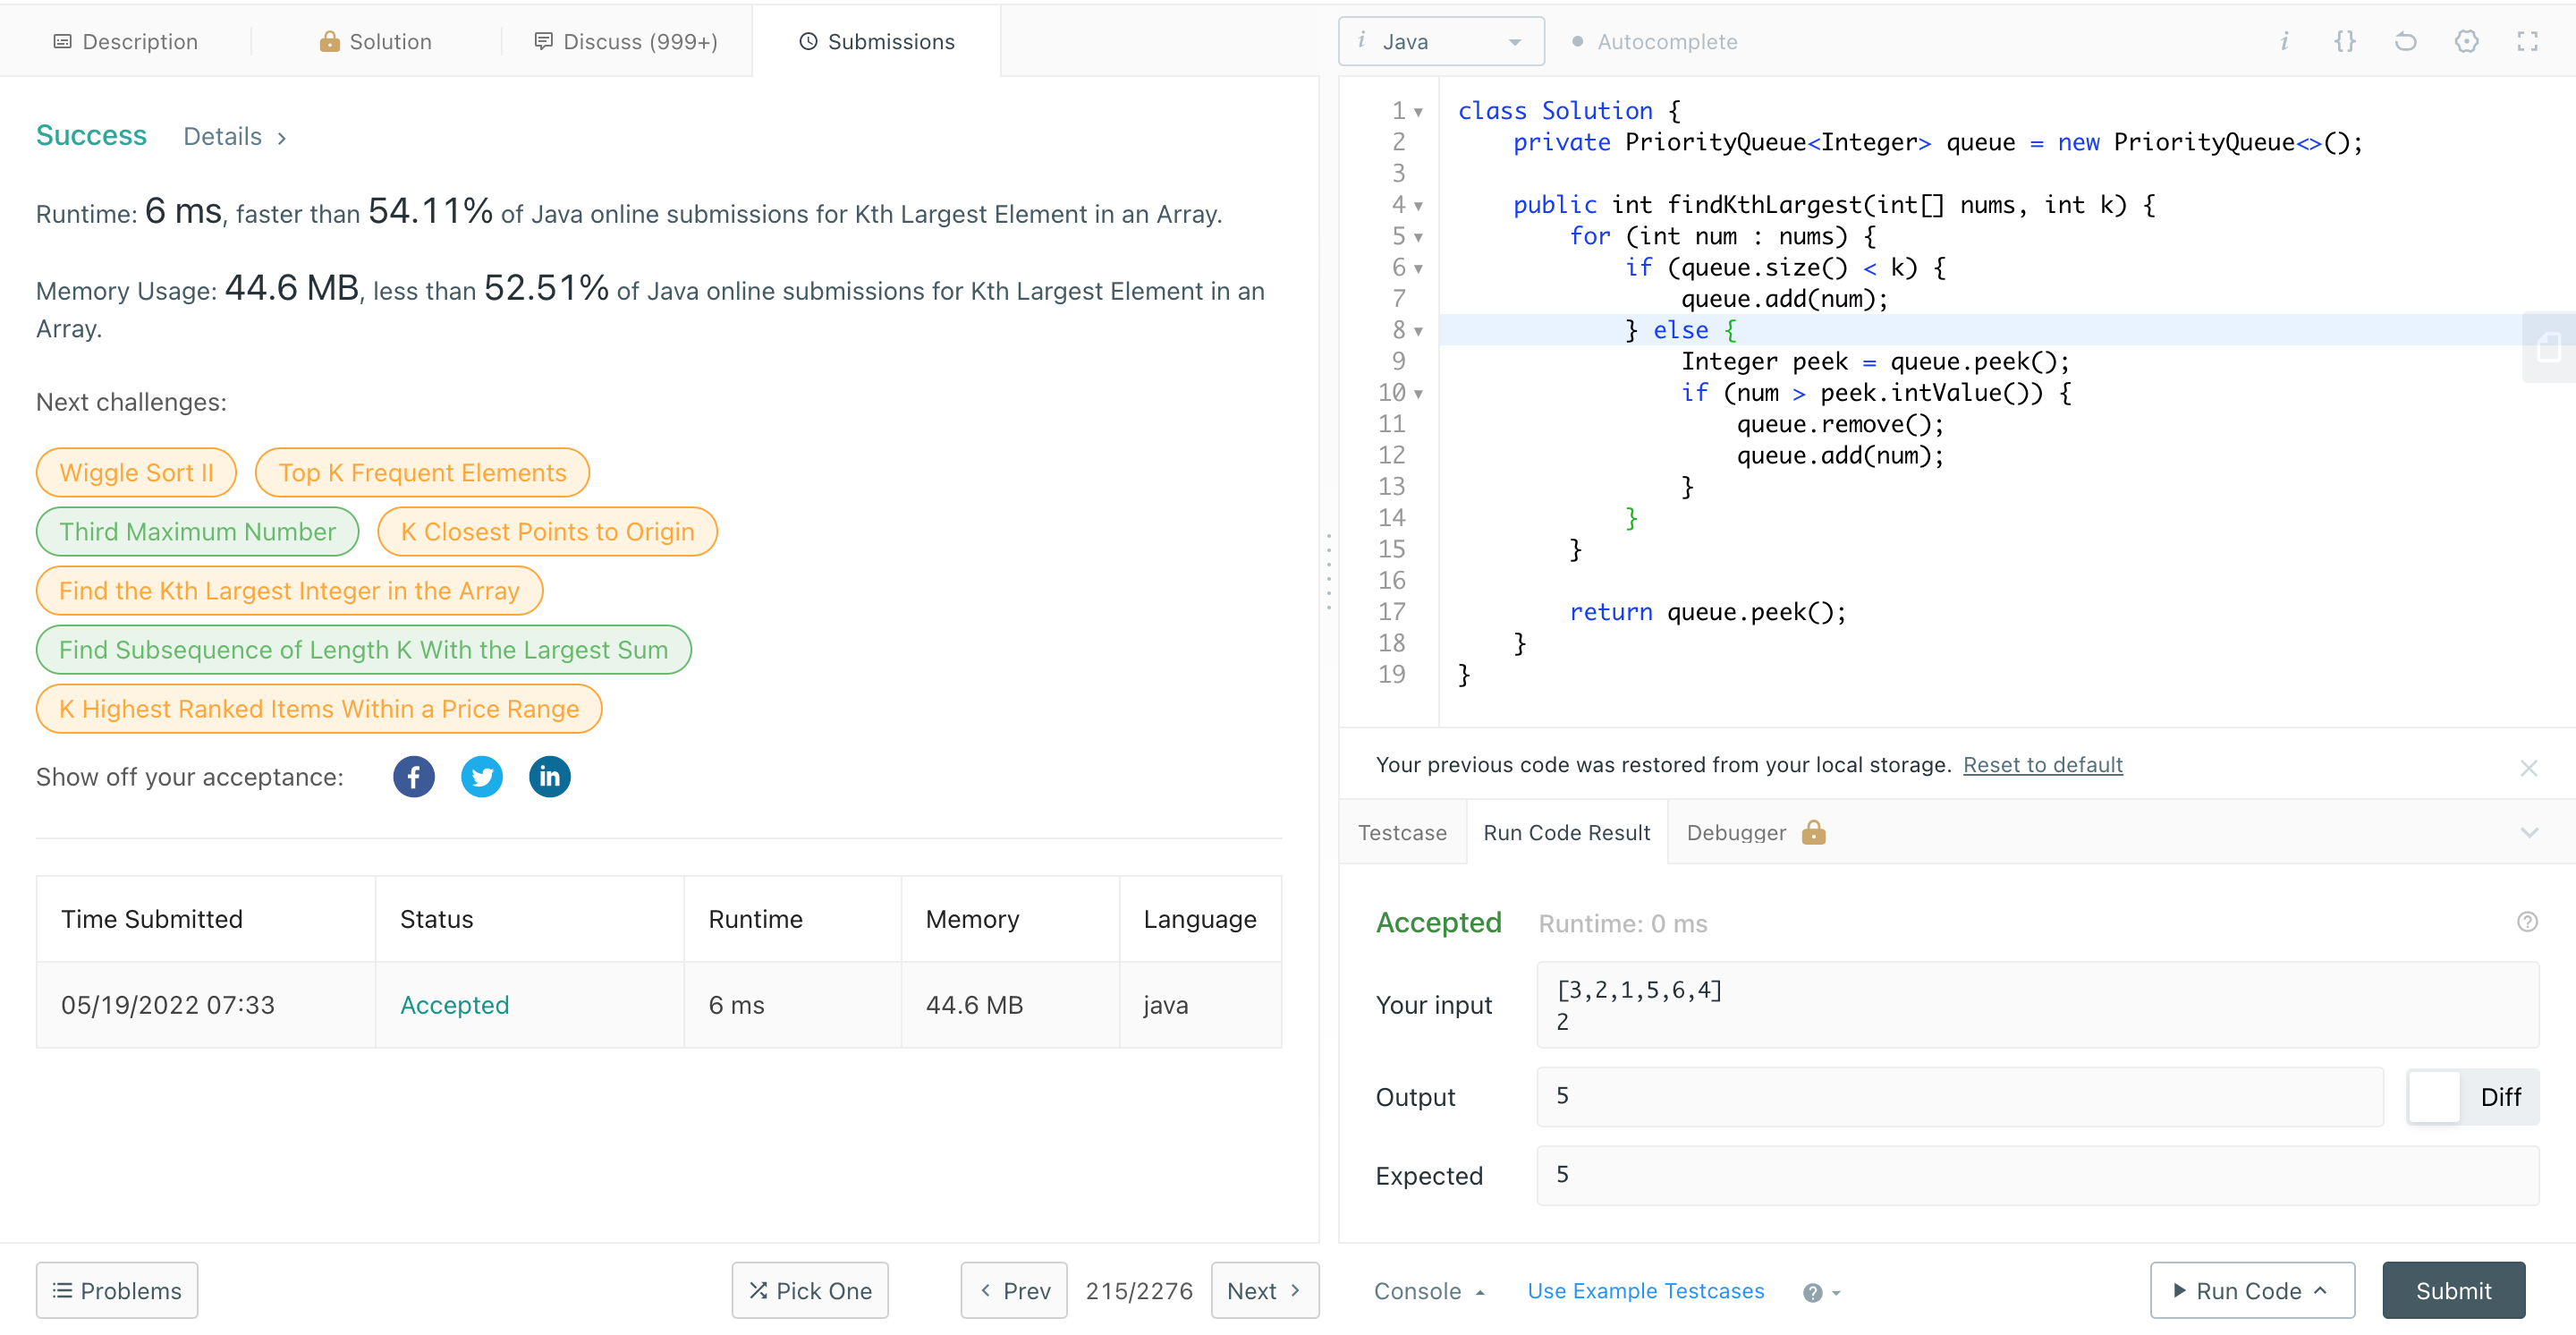 Description
Solution
Discuss (999+)
Submissions
i Java
Autocomplete
i {}
Success Details >
Runtime: 6 ms, faster than 54.11% of Java online submissions for Kth Largest Element in an Array.
Memory Usage: 44.6 MB, less than 52.51% of Java online submissions for Kth Largest Element in an
Array.
Next challenges:
Wiggle Sort II
Top K Frequent Elements
Third Maximum Number
K Closest Points to Origin
Find the Kth Largest Integer in the Array
Find Subsequence of Length K With the Largest Sum
K Highest Ranked Items Within a Price Range
Show off your acceptance:
f
in
Time Submitted Status Runtime Memory Language
05/19/2022 07:33 Accepted 6 ms 44.6 MB java
Problems
Pick One
< Prev
215/2276
Next >
1 class Solution {
2     private PriorityQueue<Integer> queue = new PriorityQueue<>();
3
4     public int findKthLargest(int[] nums, int k) {
5         for (int num : nums) {
6             if (queue.size() < k) {
7                 queue.add(num);
8             } else {
9                 Integer peek = queue.peek();
10                 if (num > peek.intValue()) {
11                     queue.remove();
12                     queue.add(num);
13                 }
14             }
15         }
16
17         return queue.peek();
18     }
19 }
Your previous code was restored from your local storage. Reset to default
Testcase
Run Code Result
Debugger
Accepted Runtime: 0 ms
?
Your input
[3,2,1,5,6,4]
2
Output
5
Diff
Expected
5
Console
Use Example Testcases
?
Run Code
Submit